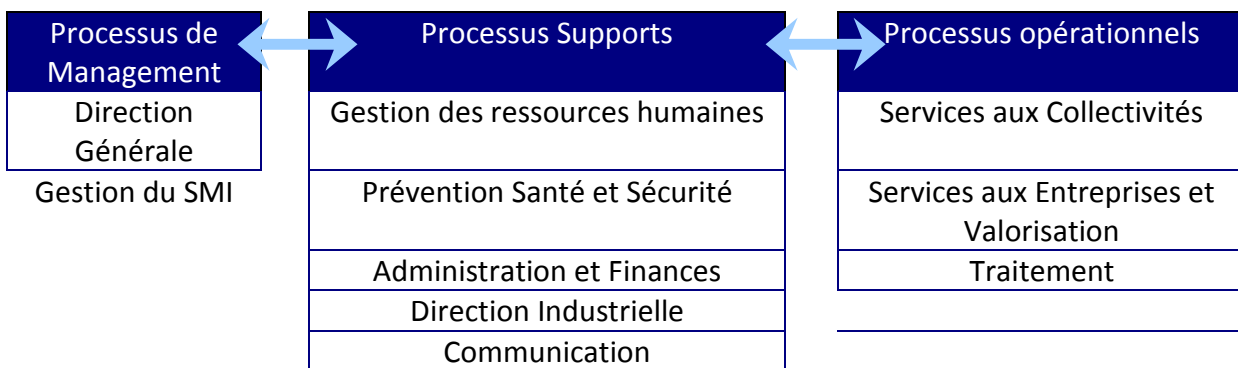 Processus de
Management
Direction
Générale
Gestion du SMI
Processus Supports
Gestion des ressources humaines
Prévention Santé et Sécurité
Administration et Finances
Direction Industrielle
Communication
Processus opérationnels
Services aux Collectivités
Services aux Entreprises et
Valorisation
Traitement